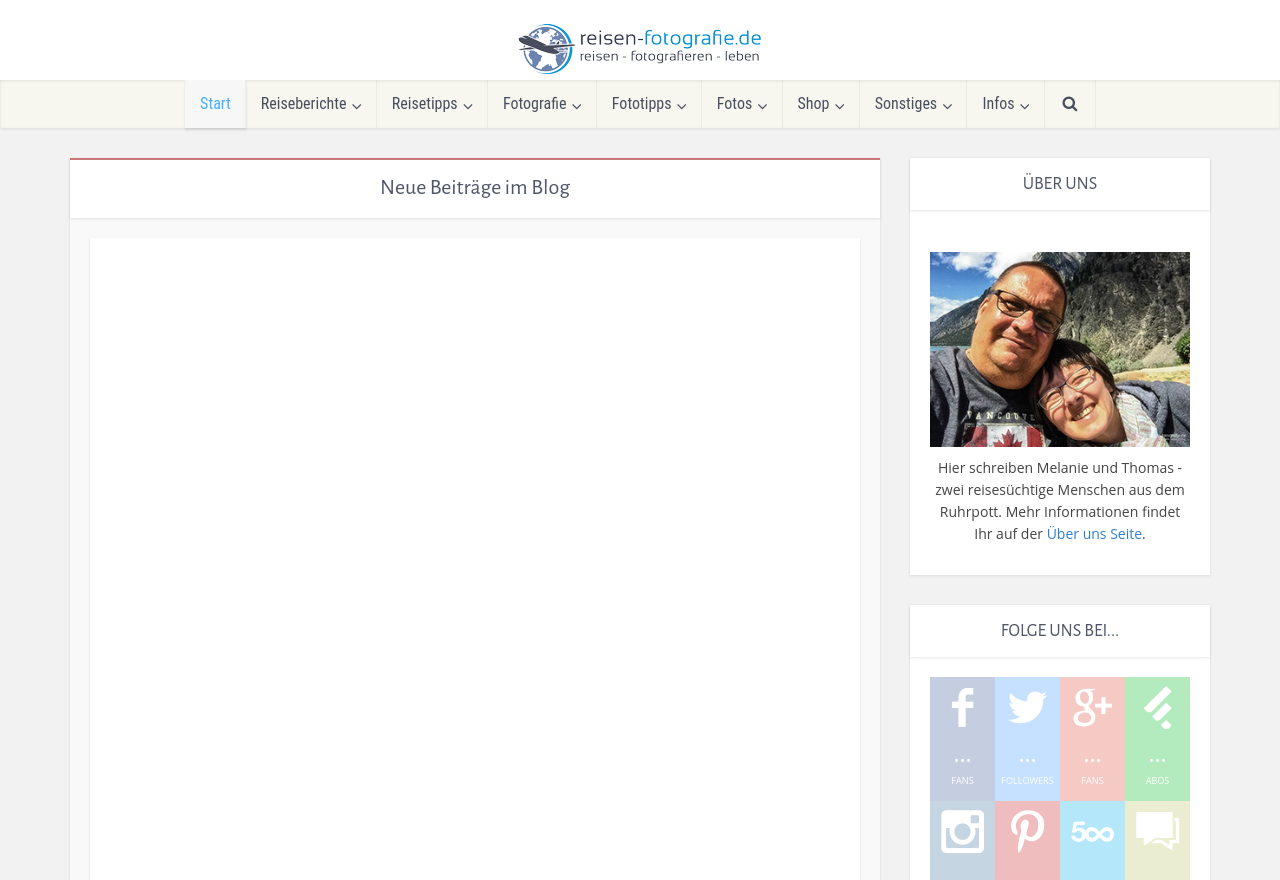 reisen-fotografie.de
reisen - fotografieren - leben
Start
Reiseberichte
Reisetipps
Fotografie
Fototipps
Fotos
Shop
Sonstiges
Infos
Neue Beiträge im Blog
ÜBER UNS
VANCOUVER
Hier schreiben Melanie und Thomas -
zwei reisesüchtige Menschen aus dem
Ruhrpott. Mehr Informationen findet
Ihr auf der Über uns Seite.
FOLGE UNS BEI...
... ... ... ...
FANS FOLLOWERS FANS ABOS